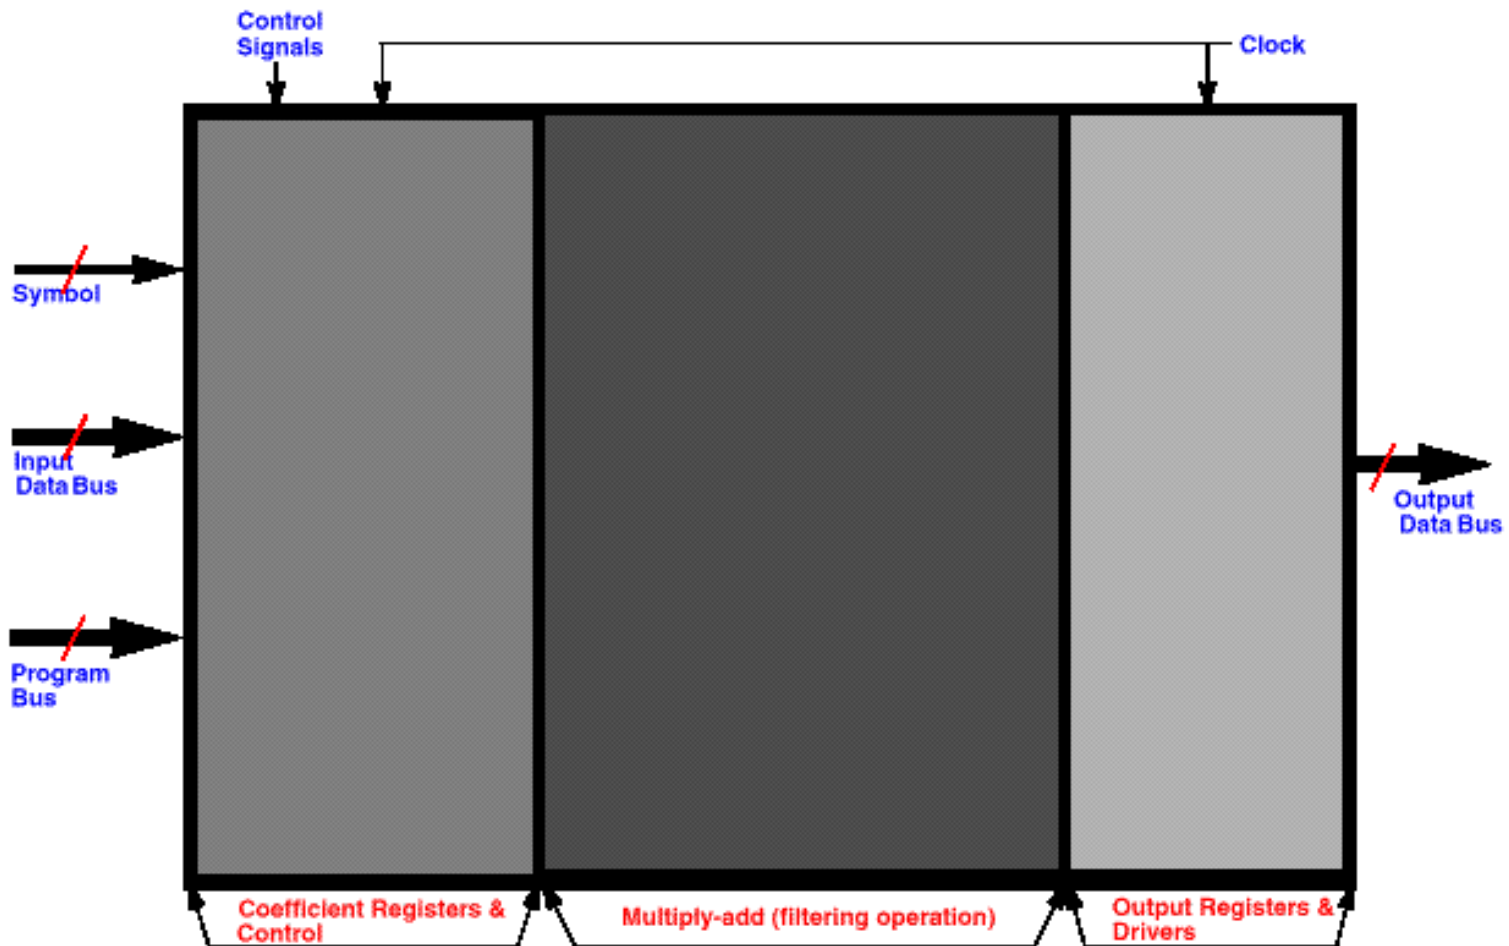 Control
Signals
Clock
Symbol
Input
Data Bus
Output
Data Bus
Program
Bus
Coefficient Registers &
Control
Multiply-add (filtering operation)
Output Registers &
Drivers